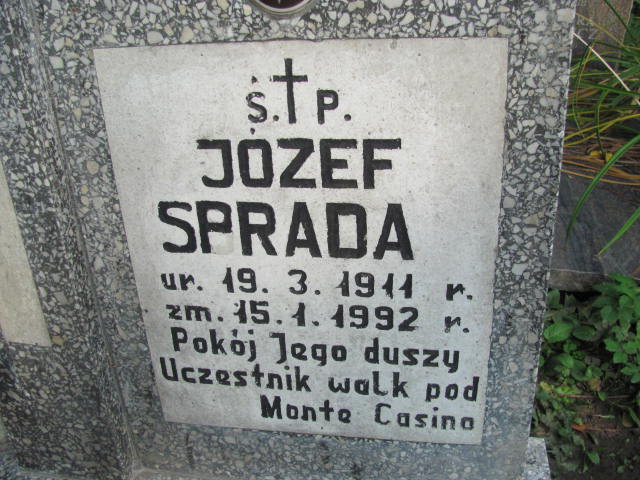 Ś.†P.
JÓZEF
SPRADA
ur. 19. 3. 1911 r.
zm. 15. 1. 1992 r.
Pokój Jego duszy
Uczestnik walk pod
Monte Casino